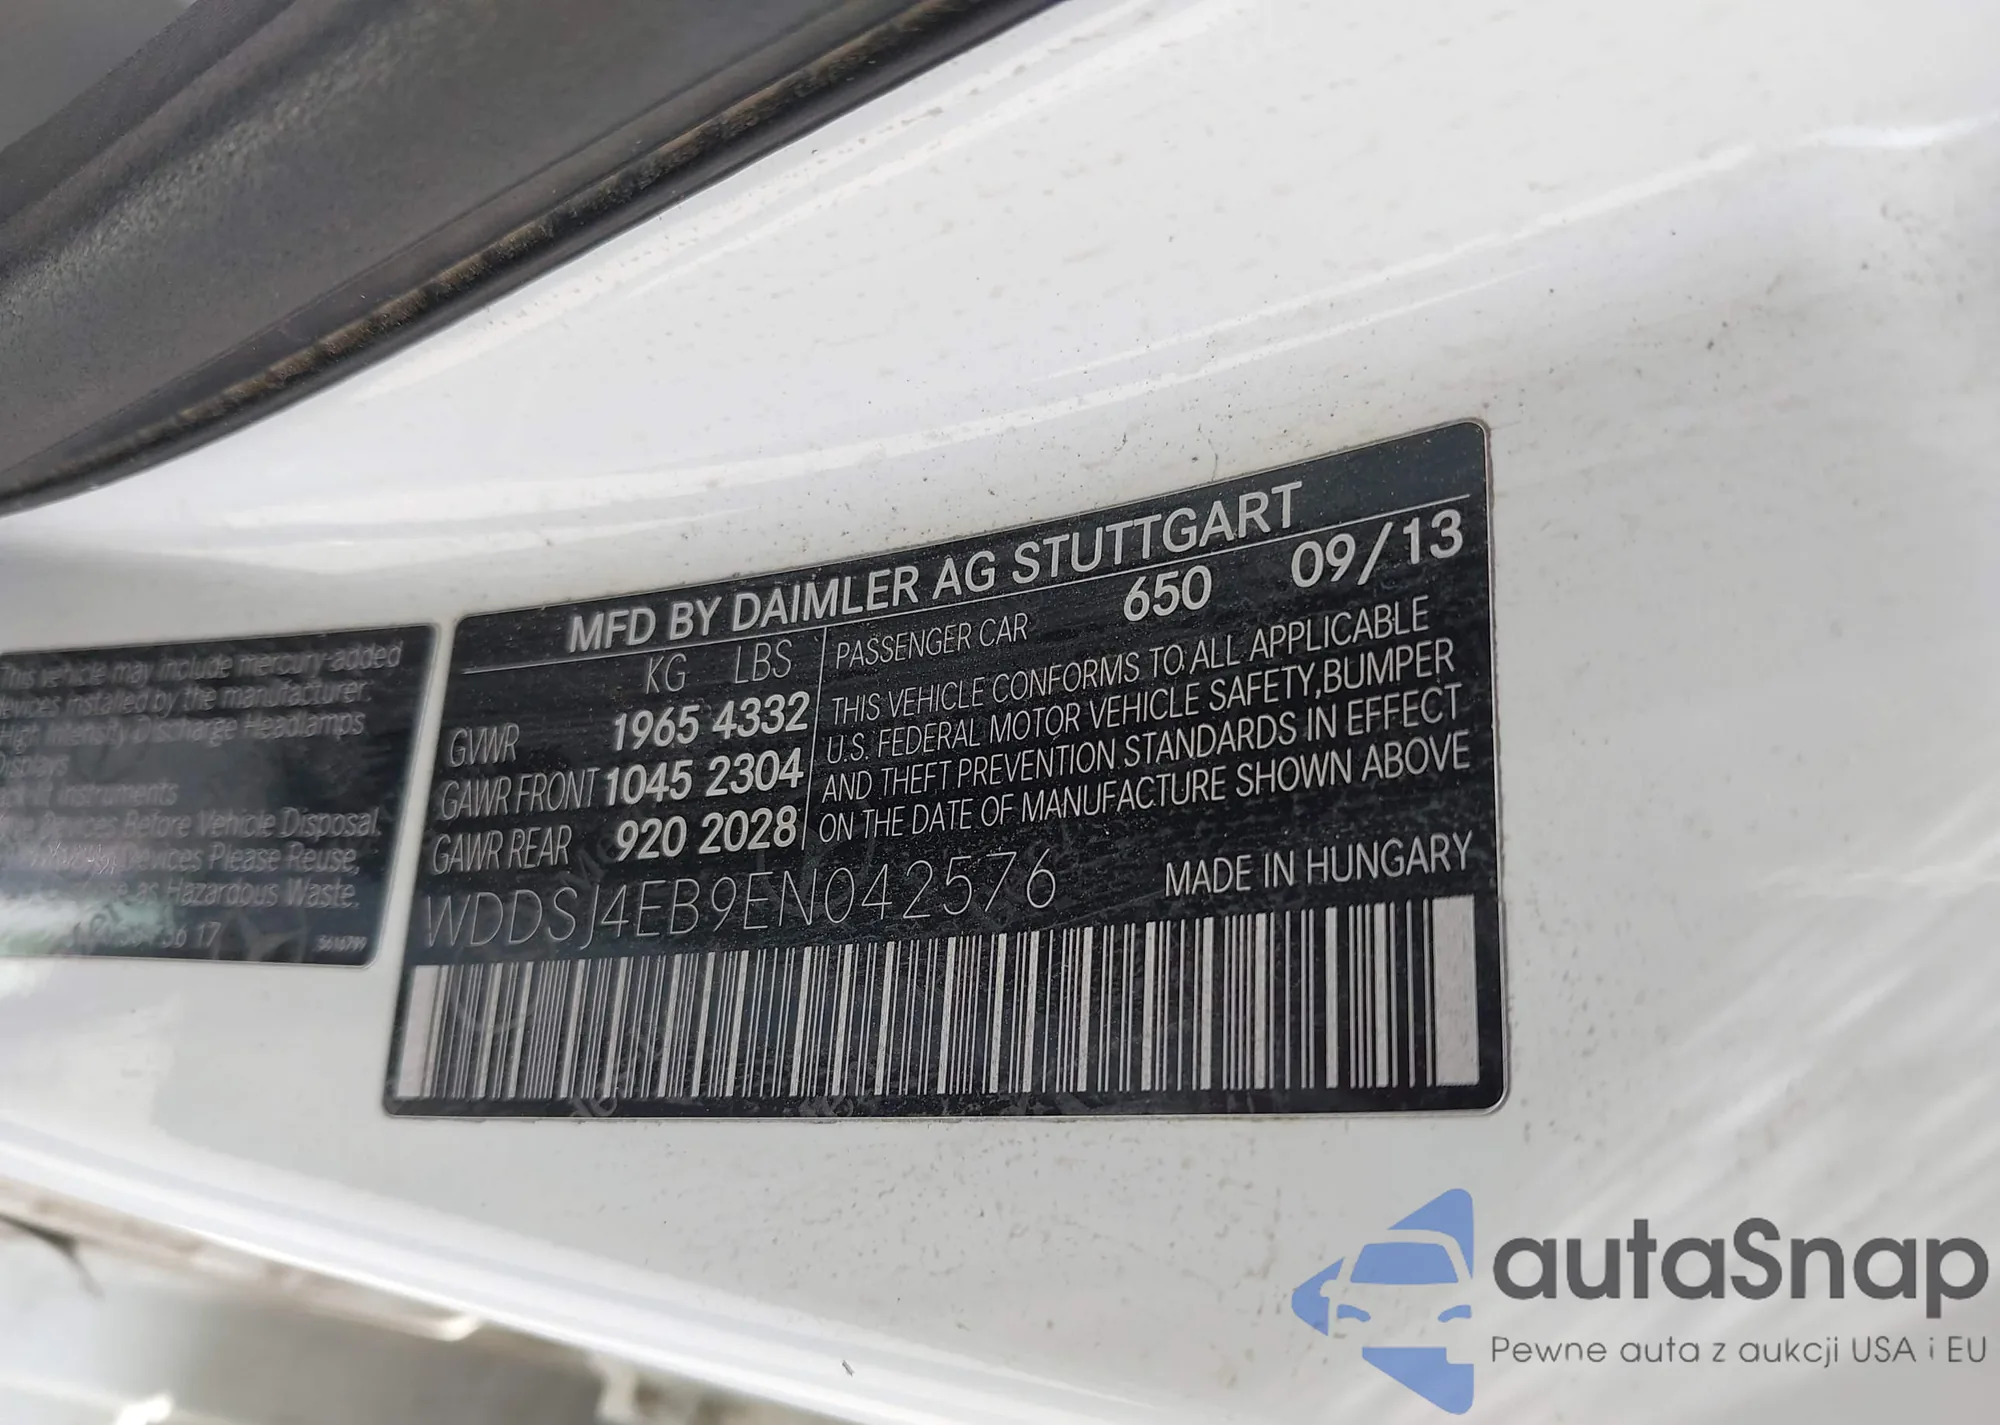 This vehicle may include mercury-added
devices installed by the manufacturer:
High Intensity Discharge Headlamps
Displays
Instruments
Devices Before Vehicle Disposal.
Devices Please Reuse,
as Hazardous Waste.
56 17
5616799
MFD BY DAIMLER AG STUTTGART
KG LBS PASSENGER CAR 650 09/13
GVWR 1965 4332
GAWR FRONT 1045 2304
GAWR REAR 920 2028
THIS VEHICLE CONFORMS TO ALL APPLICABLE
U.S. FEDERAL MOTOR VEHICLE SAFETY,BUMPER
AND THEFT PREVENTION STANDARDS IN EFFECT
ON THE DATE OF MANUFACTURE SHOWN ABOVE
WDDSJ4EB9EN042576 MADE IN HUNGARY
autaSnap
Pewne auta z aukcji USA i EU